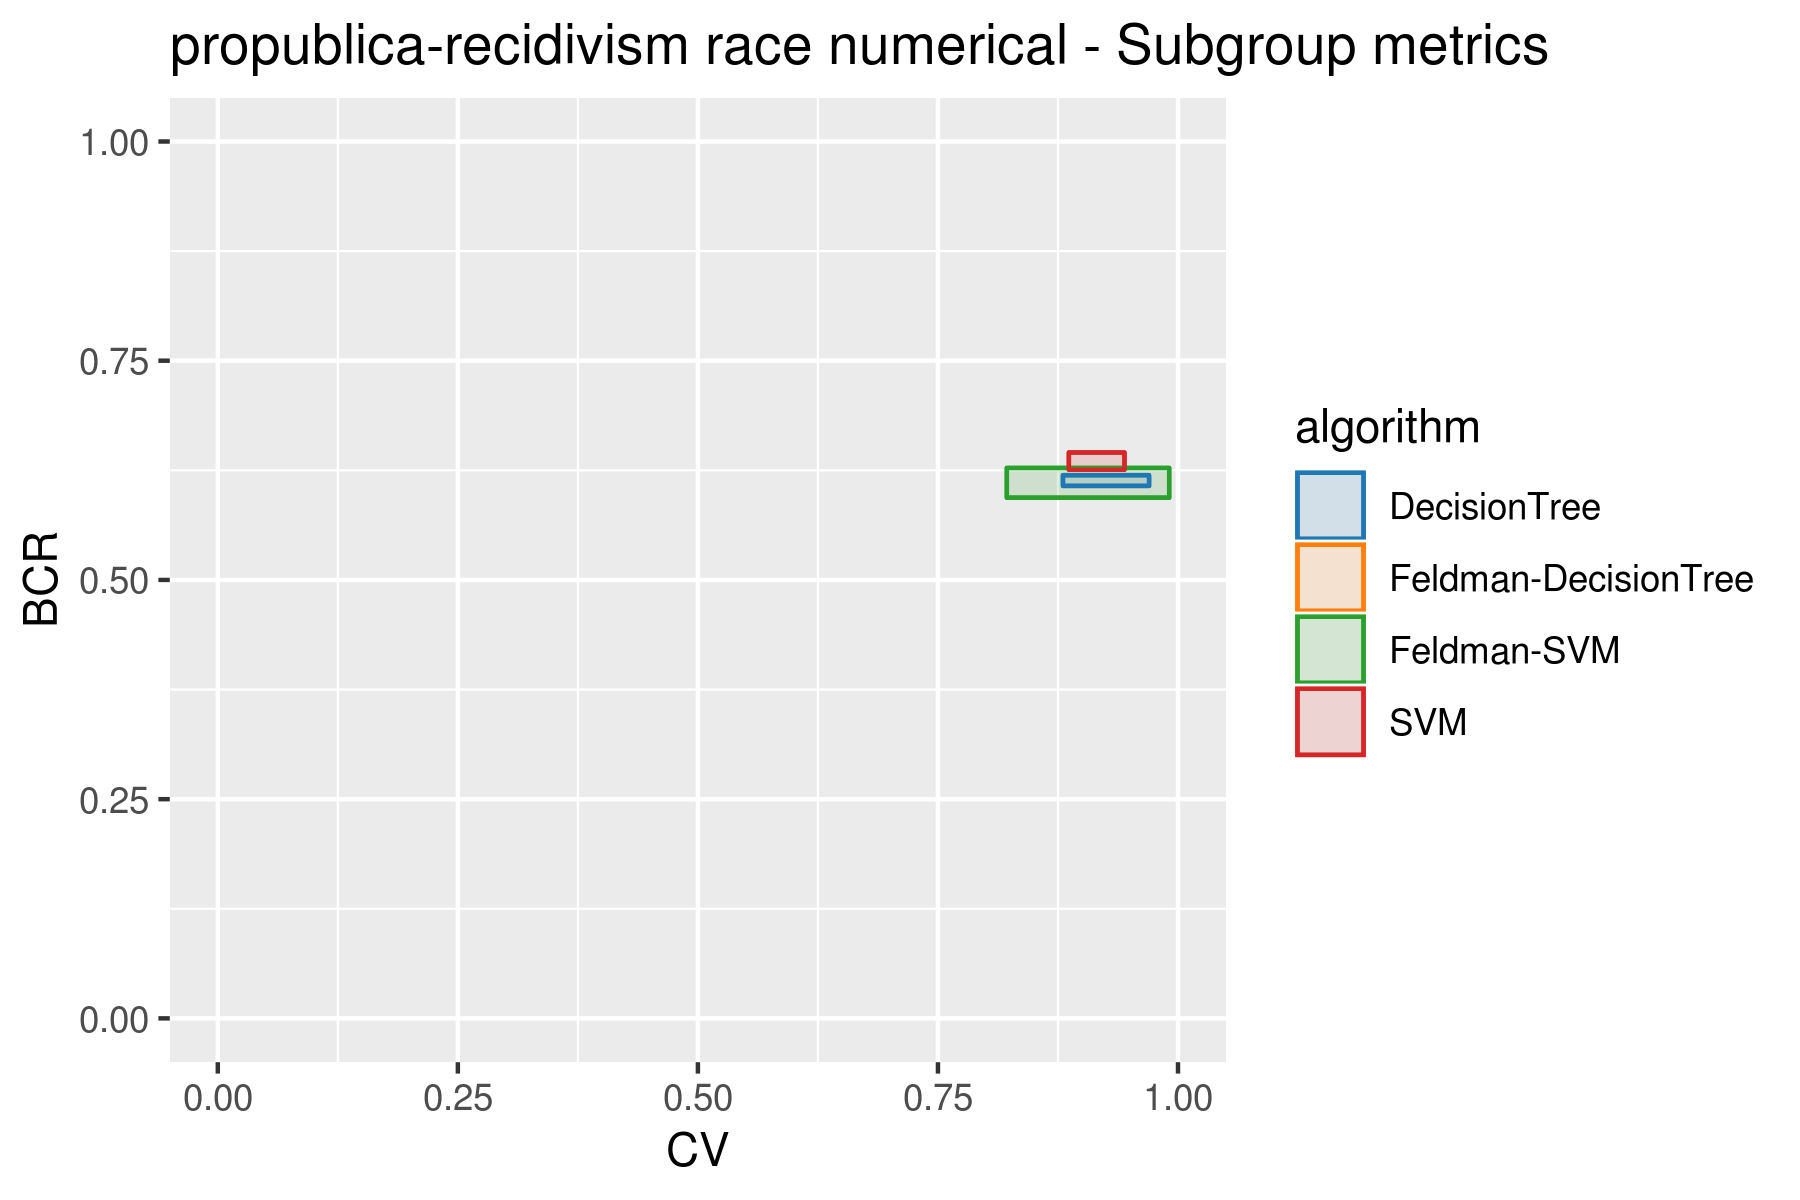 propublica-recidivism race numerical - Subgroup metrics
1.00
0.75
0.50
0.25
0.00
BCR
0.00 0.25 0.50 0.75 1.00
CV
algorithm
DecisionTree
Feldman-DecisionTree
Feldman-SVM
SVM